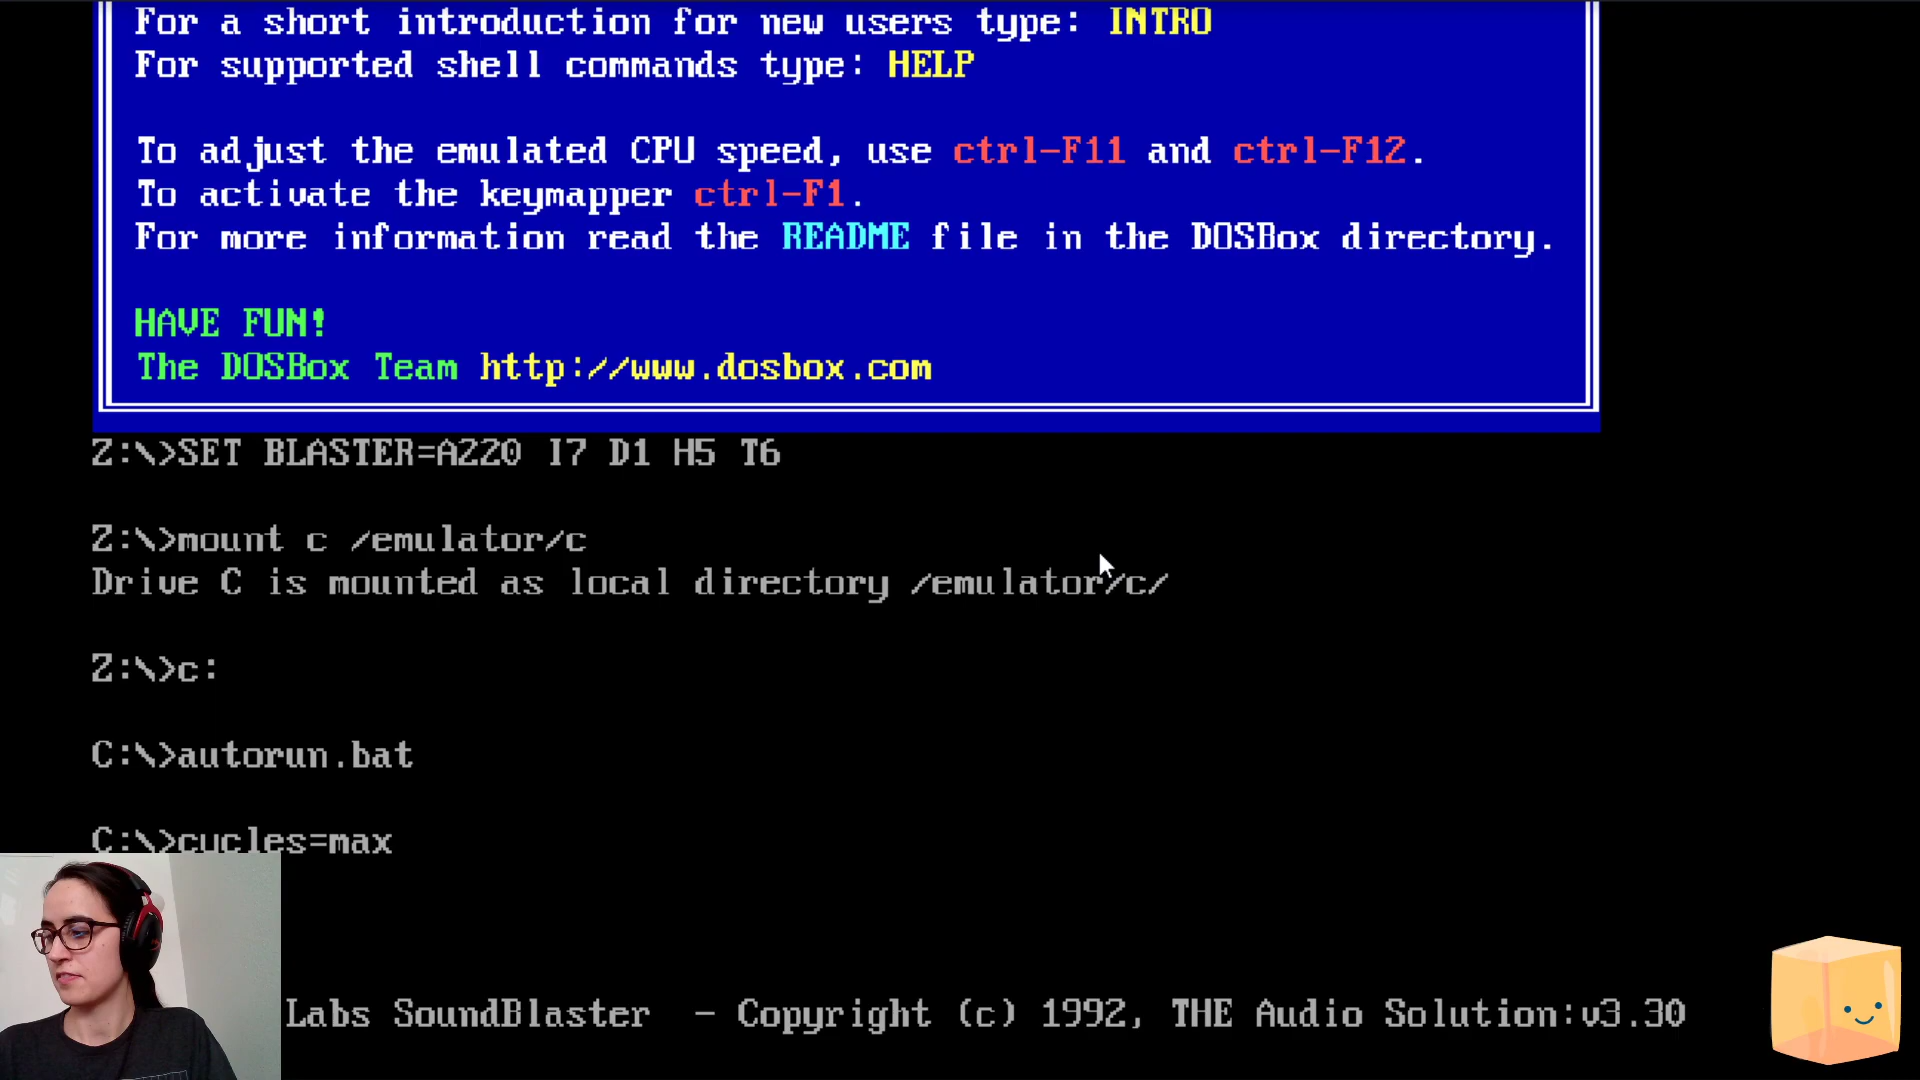 For a short introduction for new users type: INTRO
For supported shell commands type: HELP
To adjust the emulated CPU speed, use ctrl-F11 and ctrl-F12.
To activate the keymapper ctrl-F1.
For more information read the README file in the DOSBox directory.
HAVE FUN!
The DOSBox Team http://www.dosbox.com
Z:\>SET BLASTER=A220 I7 D1 H5 T6
Z:\>mount c /emulator/c
Drive C is mounted as local directory /emulator/c/
Z:\>c:
C:\>autorun.bat
C:\>cycles=max
Labs SoundBlaster  - Copyright (c) 1992, THE Audio Solution:v3.30